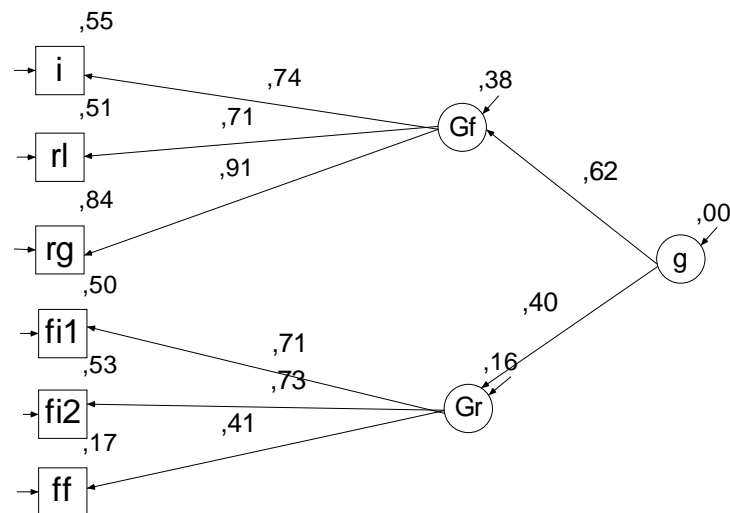 ,55
i
,74
,38
,51
,71
Gf
rl
,91
,84
,62
,00
rg
g
,50
,40
fi1
,71
,53
,73
,16
fi2
,41
Gr
,17
ff